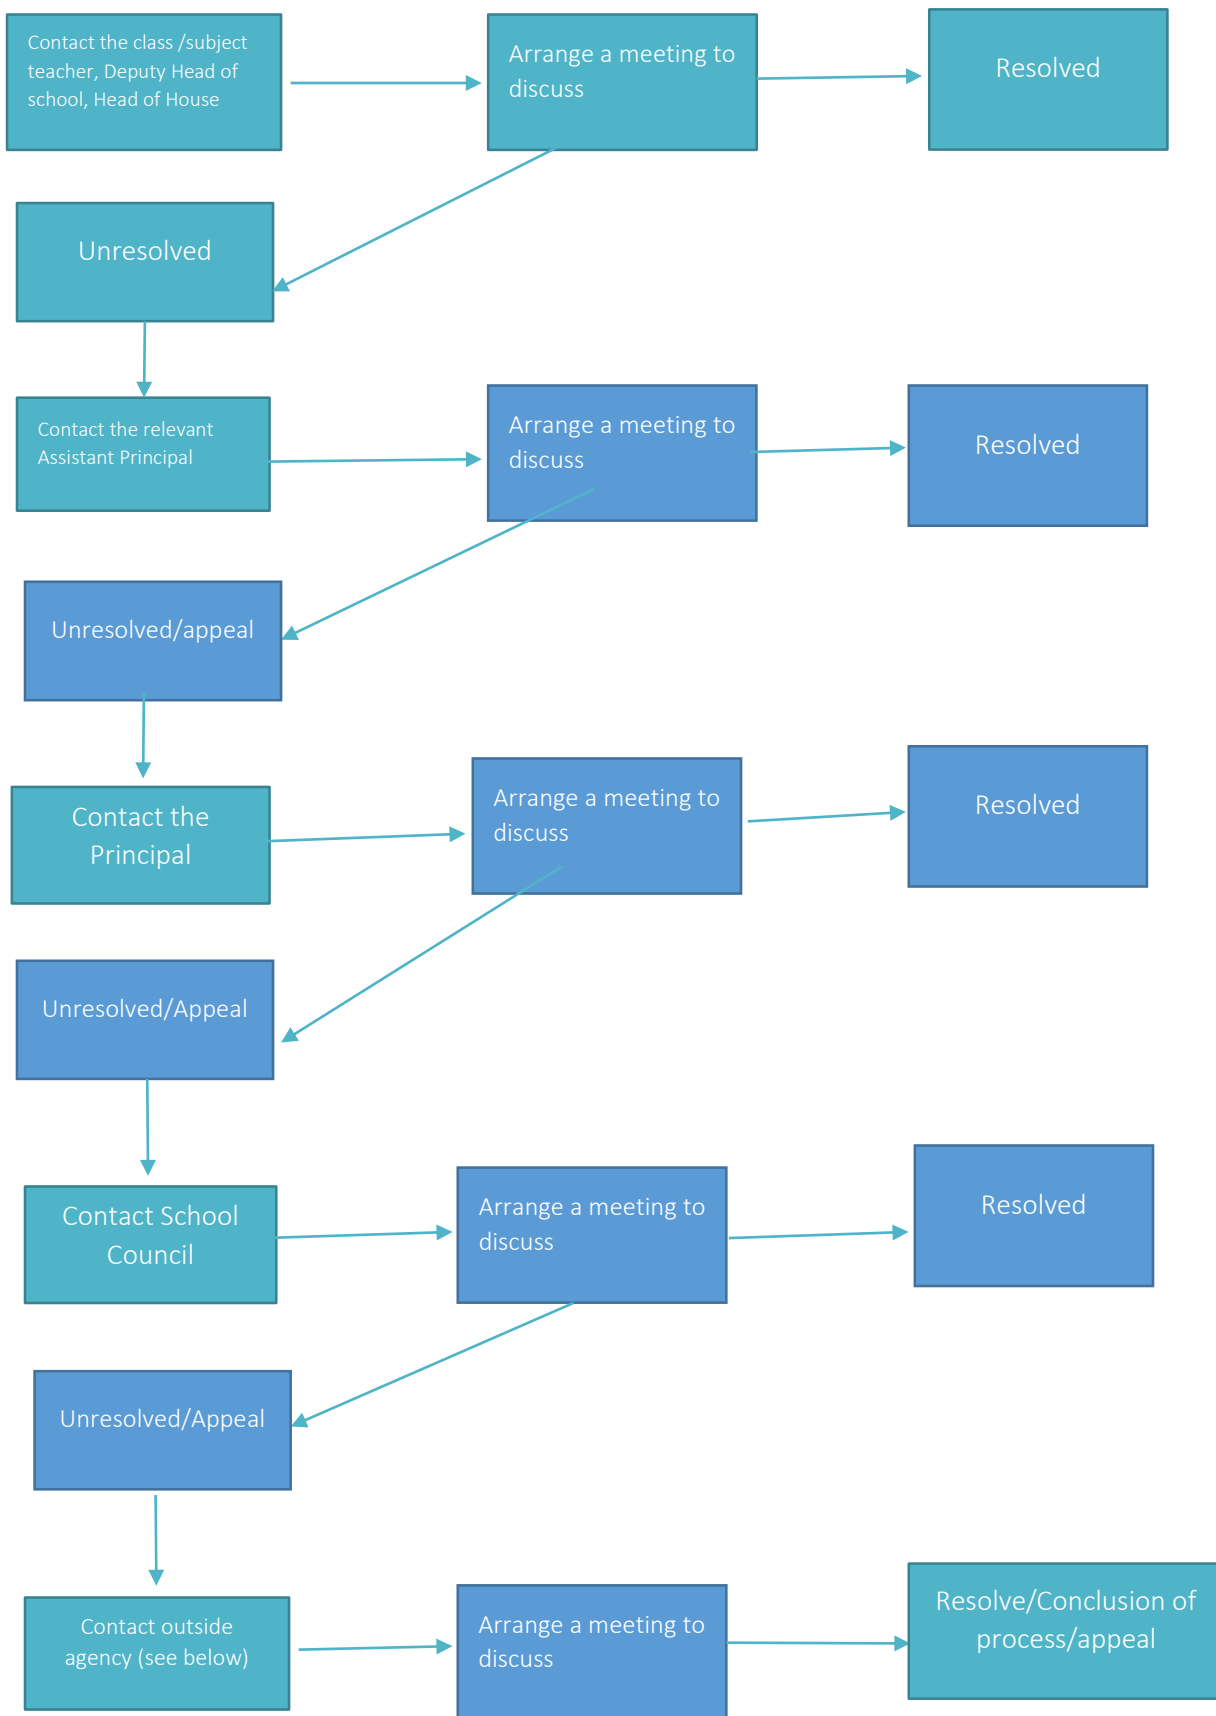 Contact the class /subject
teacher, Deputy Head of
school, Head of House
Arrange a meeting to
discuss
Resolved
Unresolved
Contact the relevant
Assistant Principal
Arrange a meeting to
discuss
Resolved
Unresolved/appeal
Contact the
Principal
Arrange a meeting to
discuss
Resolved
Unresolved/Appeal
Contact School
Council
Arrange a meeting to
discuss
Resolved
Unresolved/Appeal
Contact outside
agency (see below)
Arrange a meeting to
discuss
Resolve/Conclusion of
process/appeal